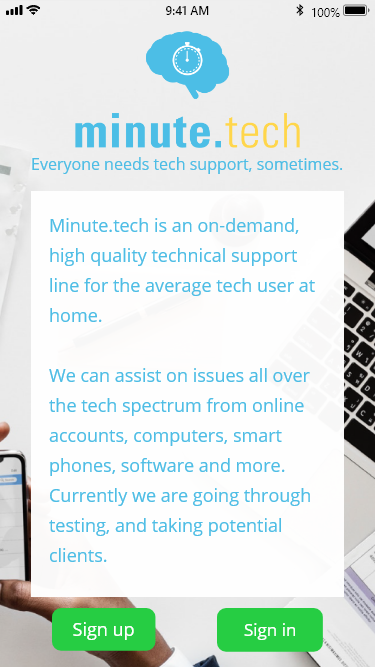 9:41 AM 100%
minute.tech
Everyone needs tech support, sometimes.
Minute.tech is an on-demand,
high quality technical support
line for the average tech user at
home.
We can assist on issues all over
the tech spectrum from online
accounts, computers, smart
phones, software and more.
Currently we are going through
testing, and taking potential
clients.
Sign up Sign in